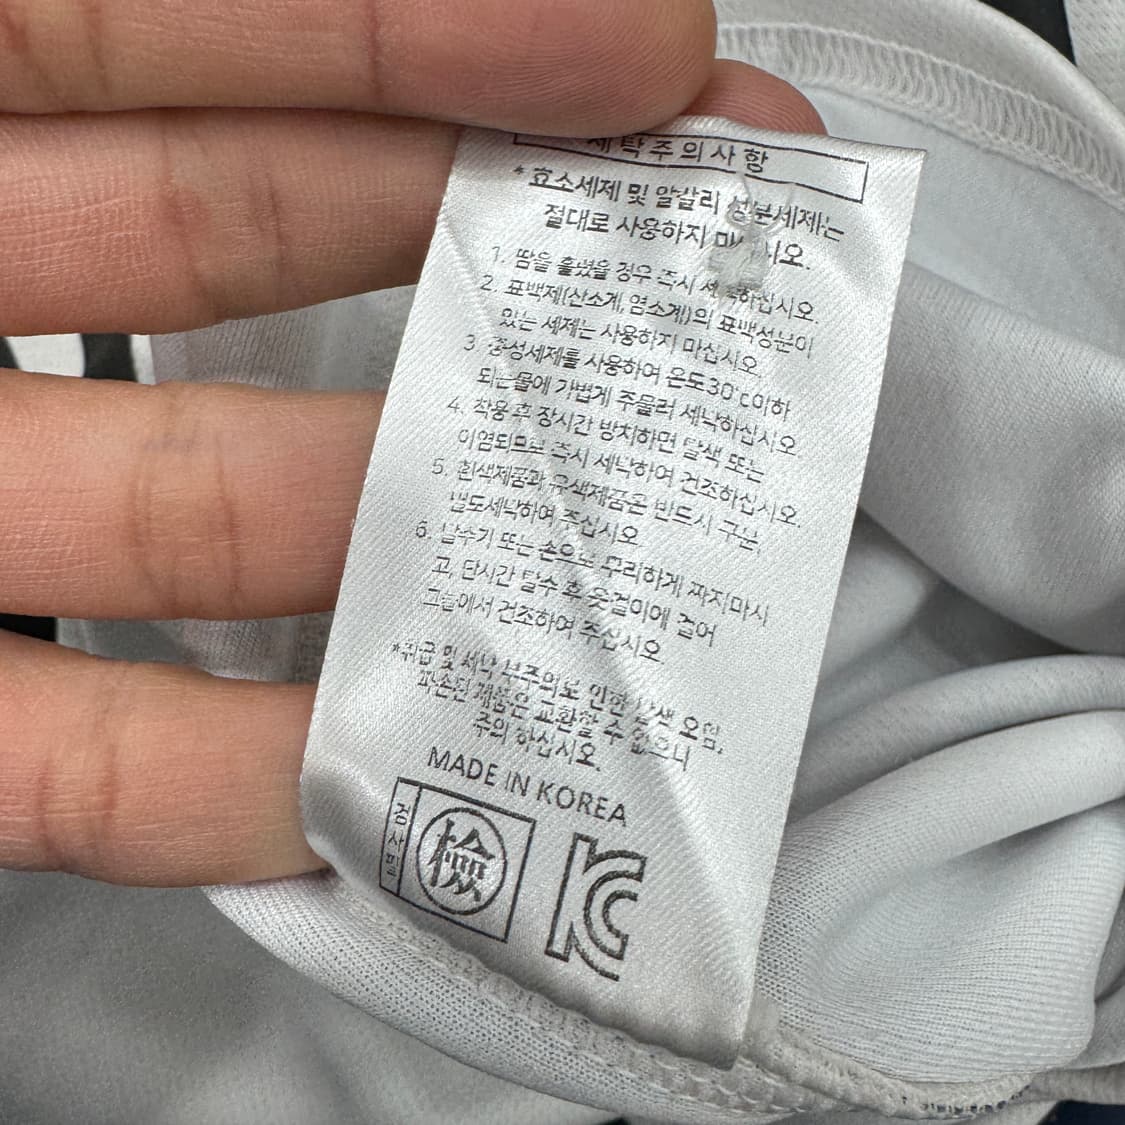 세탁주의사항
* 효소세제 및 알칼리 성분세제는
절대로 사용하지 마십시오.
1. 땀을 흘렸을 경우 즉시 세탁하십시오.
2. 표백제(산소계, 염소계)의 표백성분이
있는 세제는 사용하지 마십시오.
3. 중성세제를 사용하여 온도30℃이하
되는물에 가볍게 주물러 세탁하십시오.
4. 착용 후 장시간 방치하면 탈색 또는
이염되므로 즉시 세탁하여 건조하십시오.
5. 흰색제품과 유색제품은 반드시 구분,
별도세탁하여 주십시오.
6. 탈수기 또는 손으로 무리하게 짜지마시
고, 단시간 탈수 후 옷걸이에 걸어
그늘에서 건조하여 주십시오.
*취급 및 세탁 부주의로 인한 탈색 오염,
파손된 제품은 교환할 수 없으니
주의 하십시오.
MADE IN KOREA
검사필
檢
KC